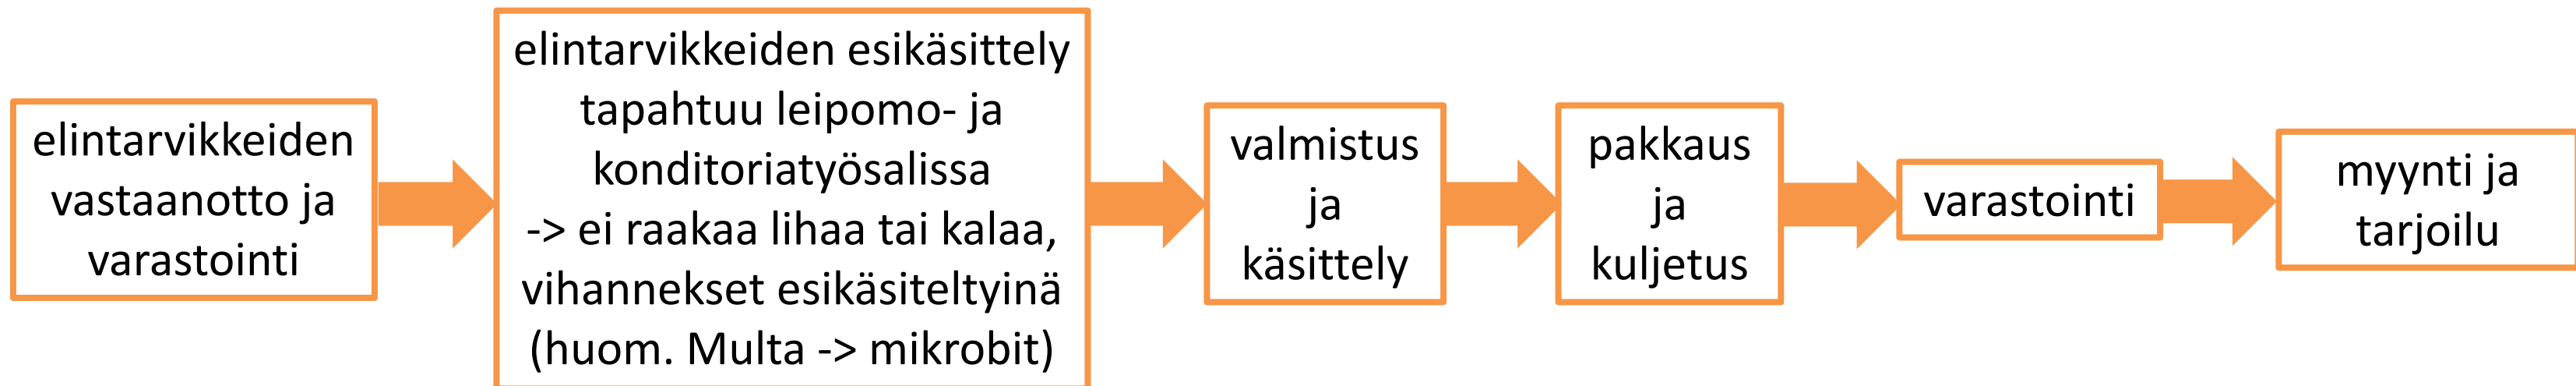 elintarvikkeiden
vastaanotto ja
varastointi
elintarvikkeiden esikäsittely
tapahtuu leipomo- ja
konditoriatyösalissa
-> ei raakaa lihaa tai kalaa,
vihannekset esikäsiteltyinä
(huom. Multa -> mikrobit)
valmistus
ja
käsittely
pakkaus
ja
kuljetus
varastointi
myynti ja
tarjoilu